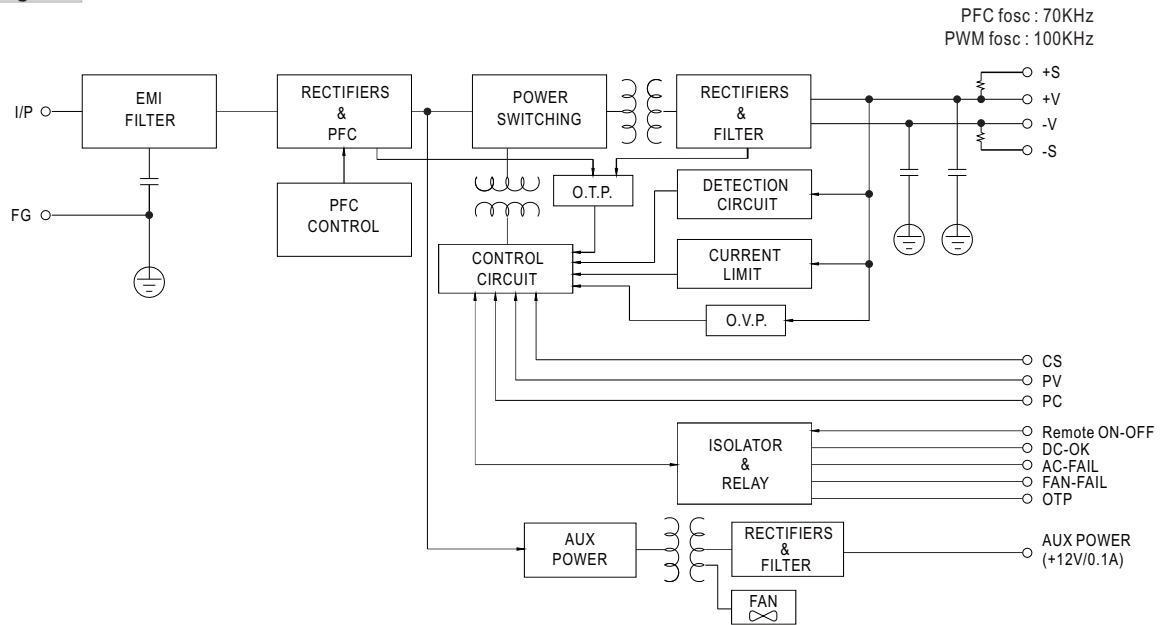 PFC fosc : 70KHz
PWM fosc : 100KHz
I/P
EMI
FILTER
RECTIFIERS
&
PFC
POWER
SWITCHING
RECTIFIERS
&
FILTER
+S
+V
-V
-S
FG
PFC
CONTROL
O.T.P.
DETECTION
CIRCUIT
CONTROL
CIRCUIT
CURRENT
LIMIT
O.V.P.
CS
PV
PC
ISOLATOR
&
RELAY
Remote ON-OFF
DC-OK
AC-FAIL
FAN-FAIL
OTP
AUX
POWER
RECTIFIERS
&
FILTER
AUX POWER
(+12V/0.1A)
FAN